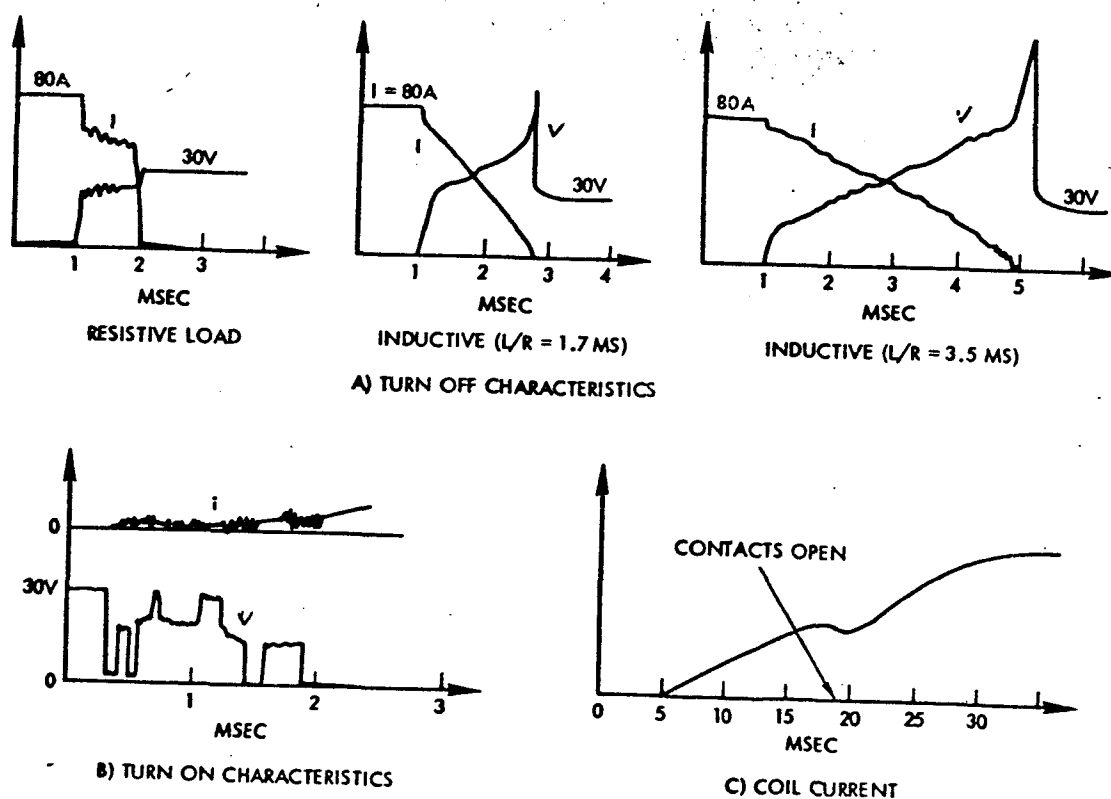 80A
I
30V
1 2 3
MSEC
RESISTIVE LOAD
I = 80A
I
V
30V
1 2 3 4
MSEC
INDUCTIVE (L/R = 1.7 MS)
80A
I
V
30V
1 2 3 4 5
MSEC
INDUCTIVE (L/R = 3.5 MS)
A) TURN OFF CHARACTERISTICS
i
0
30V
V
0
1 2 3
MSEC
B) TURN ON CHARACTERISTICS
CONTACTS OPEN
0 5 10 15 20 25 30
MSEC
C) COIL CURRENT